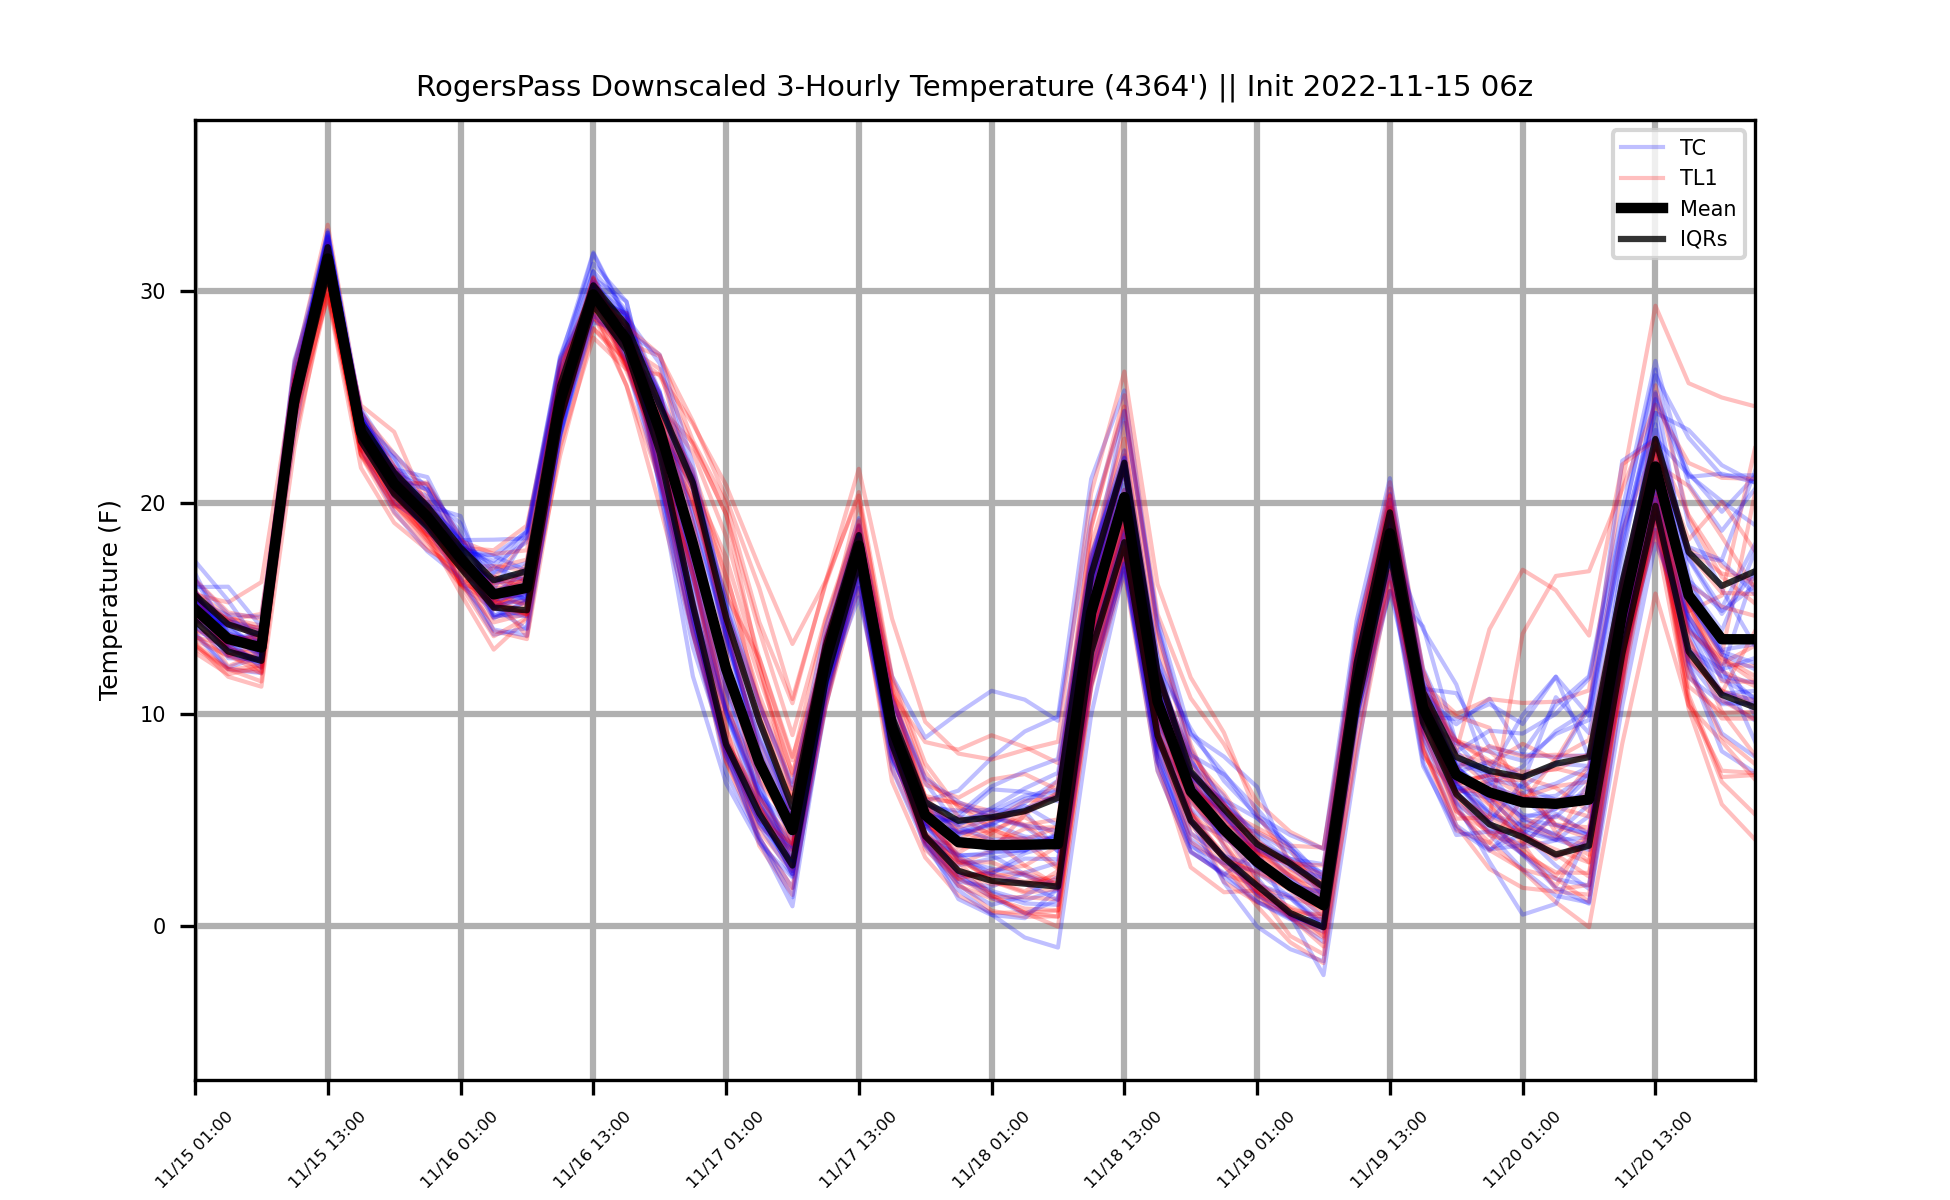 RogersPass Downscaled 3-Hourly Temperature (4364') || Init 2022-11-15 06z
TC
TL1
Mean
IQRs
Temperature (F)
30
20
10
0
11/15 01:00
11/15 13:00
11/16 01:00
11/16 13:00
11/17 01:00
11/17 13:00
11/18 01:00
11/18 13:00
11/19 01:00
11/19 13:00
11/20 01:00
11/20 13:00